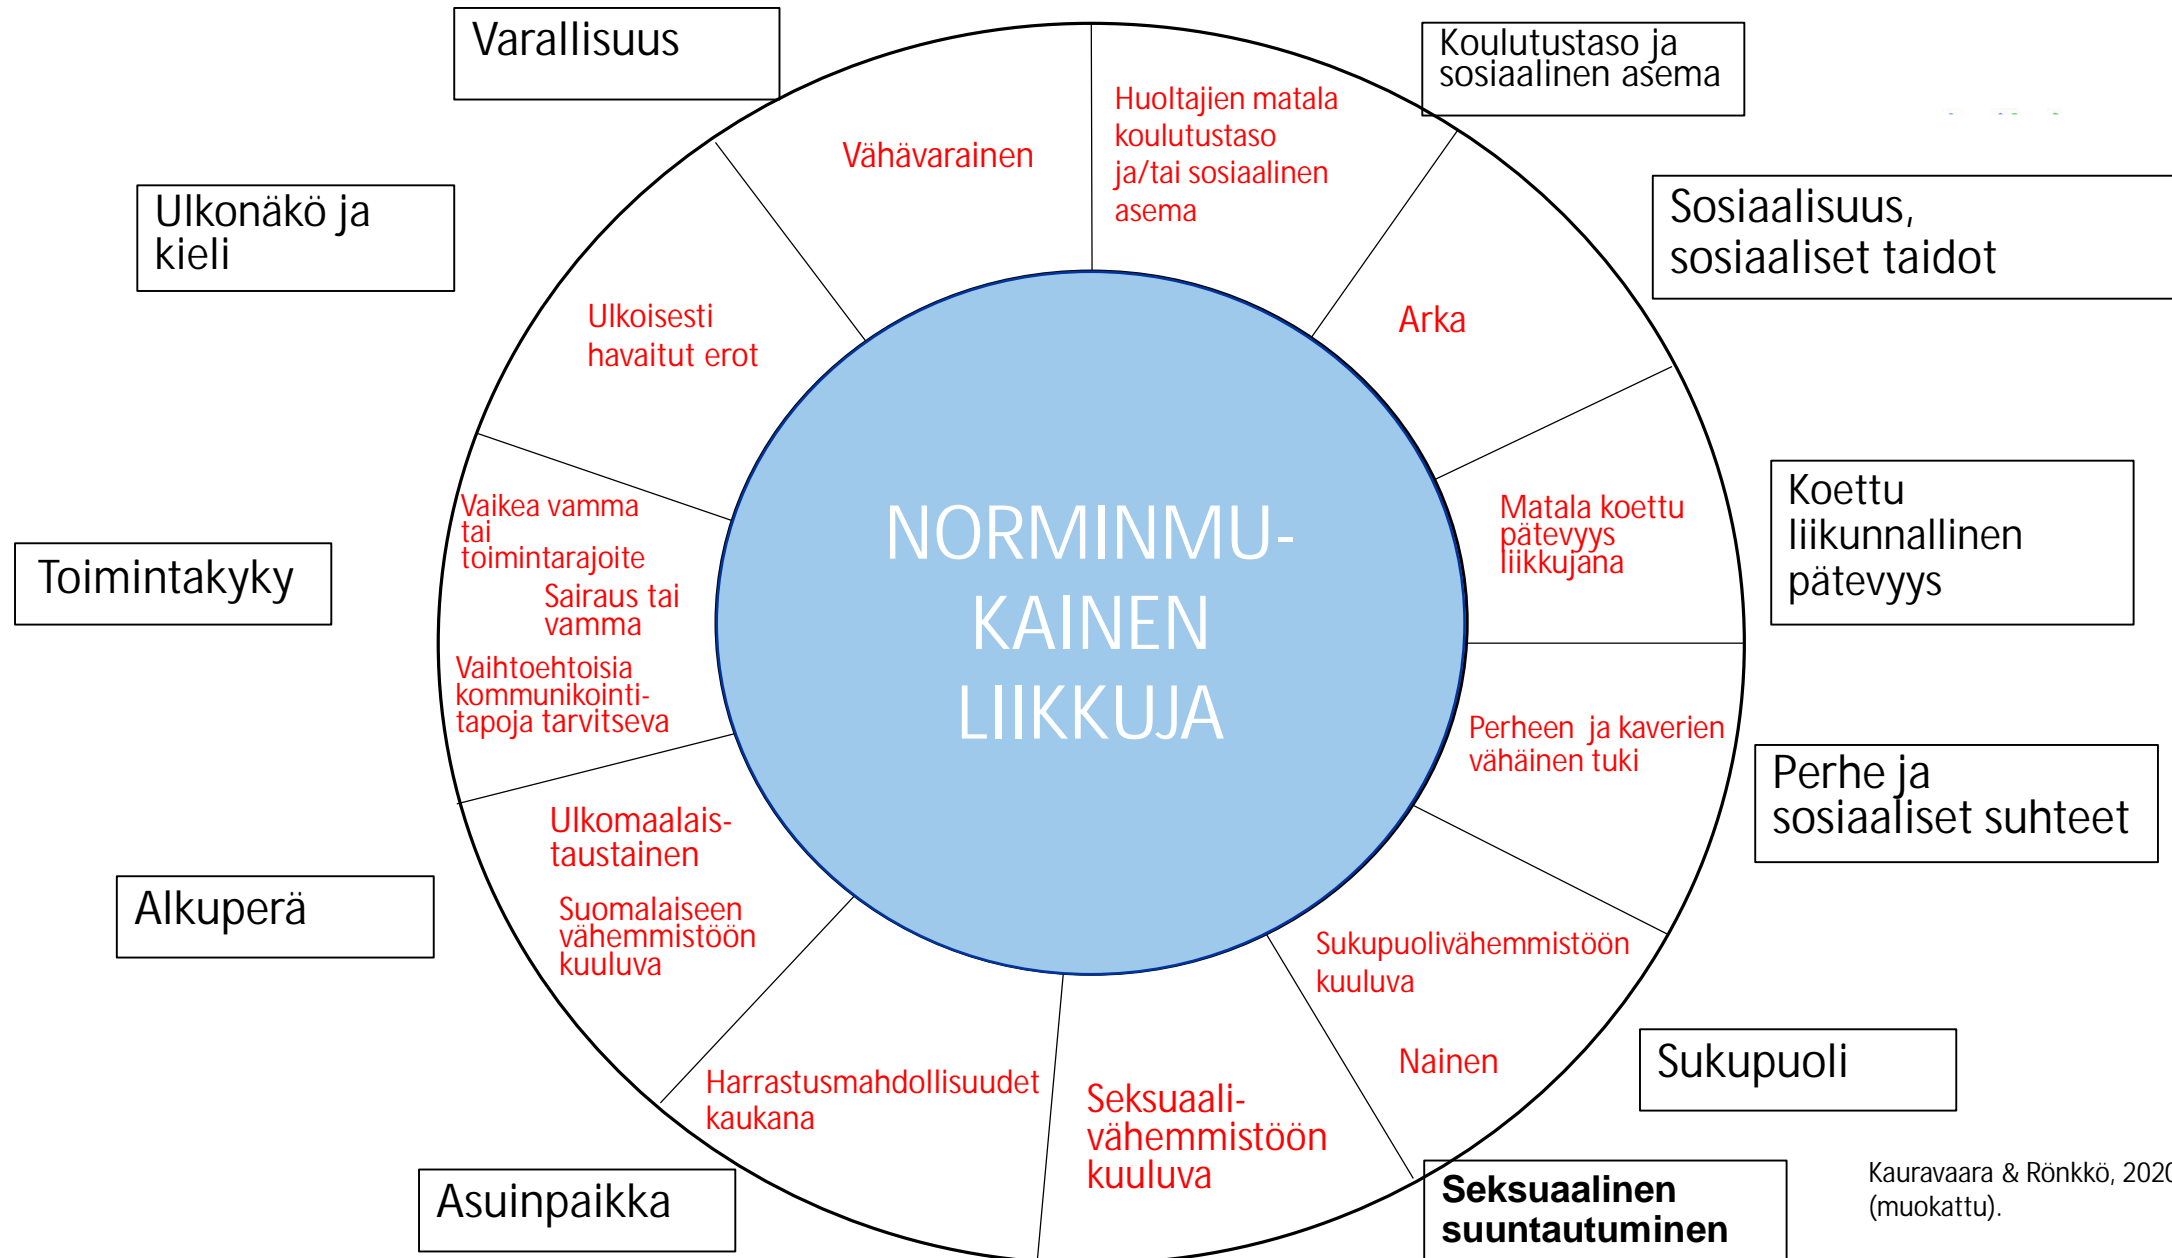 Varallisuus
Koulutustaso ja
sosiaalinen asema
Huoltajien matala
koulutustaso
ja/tai sosiaalinen
asema
Vähävarainen
Ulkonäkö ja
kieli
Sosiaalisuus,
sosiaaliset taidot
Ulkoisesti
havaitut erot
Arka
Vaikea vamma
tai
toimintarajoite
Sairaus tai
vamma
Vaihtoehtoisia
kommunikointi-
tapoja tarvitseva
Toimintakyky
NORMINMU-
KAINEN
LIIKKUJA
Matala koettu
pätevyys
liikkujana
Koettu
liikunnallinen
pätevyys
Perheen ja kaverien
vähäinen tuki
Perhe ja
sosiaaliset suhteet
Ulkomaalais-
taustainen
Suomalaiseen
vähemmistöön
kuuluva
Alkuperä
Sukupuolivähemmistöön
kuuluva
Nainen
Sukupuoli
Harrastusmahdollisuudet
kaukana
Seksuaali-
vähemmistöön
kuuluva
Asuinpaikka
Seksuaalinen
suuntautuminen
Kauravaara & Rönkkö, 2020
(muokattu).